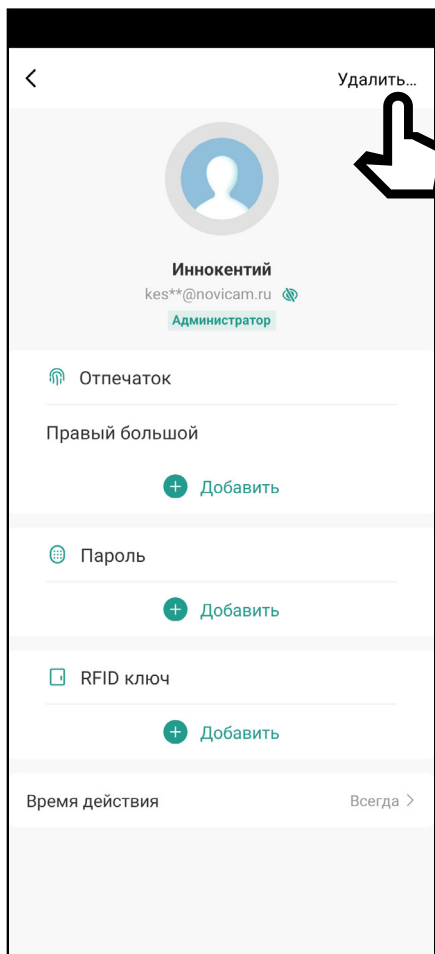 Удалить...
Иннокентий
kes**@novicam.ru
Администратор
Отпечаток
Правый большой
Добавить
Пароль
Добавить
RFID ключ
Добавить
Время действия Всегда